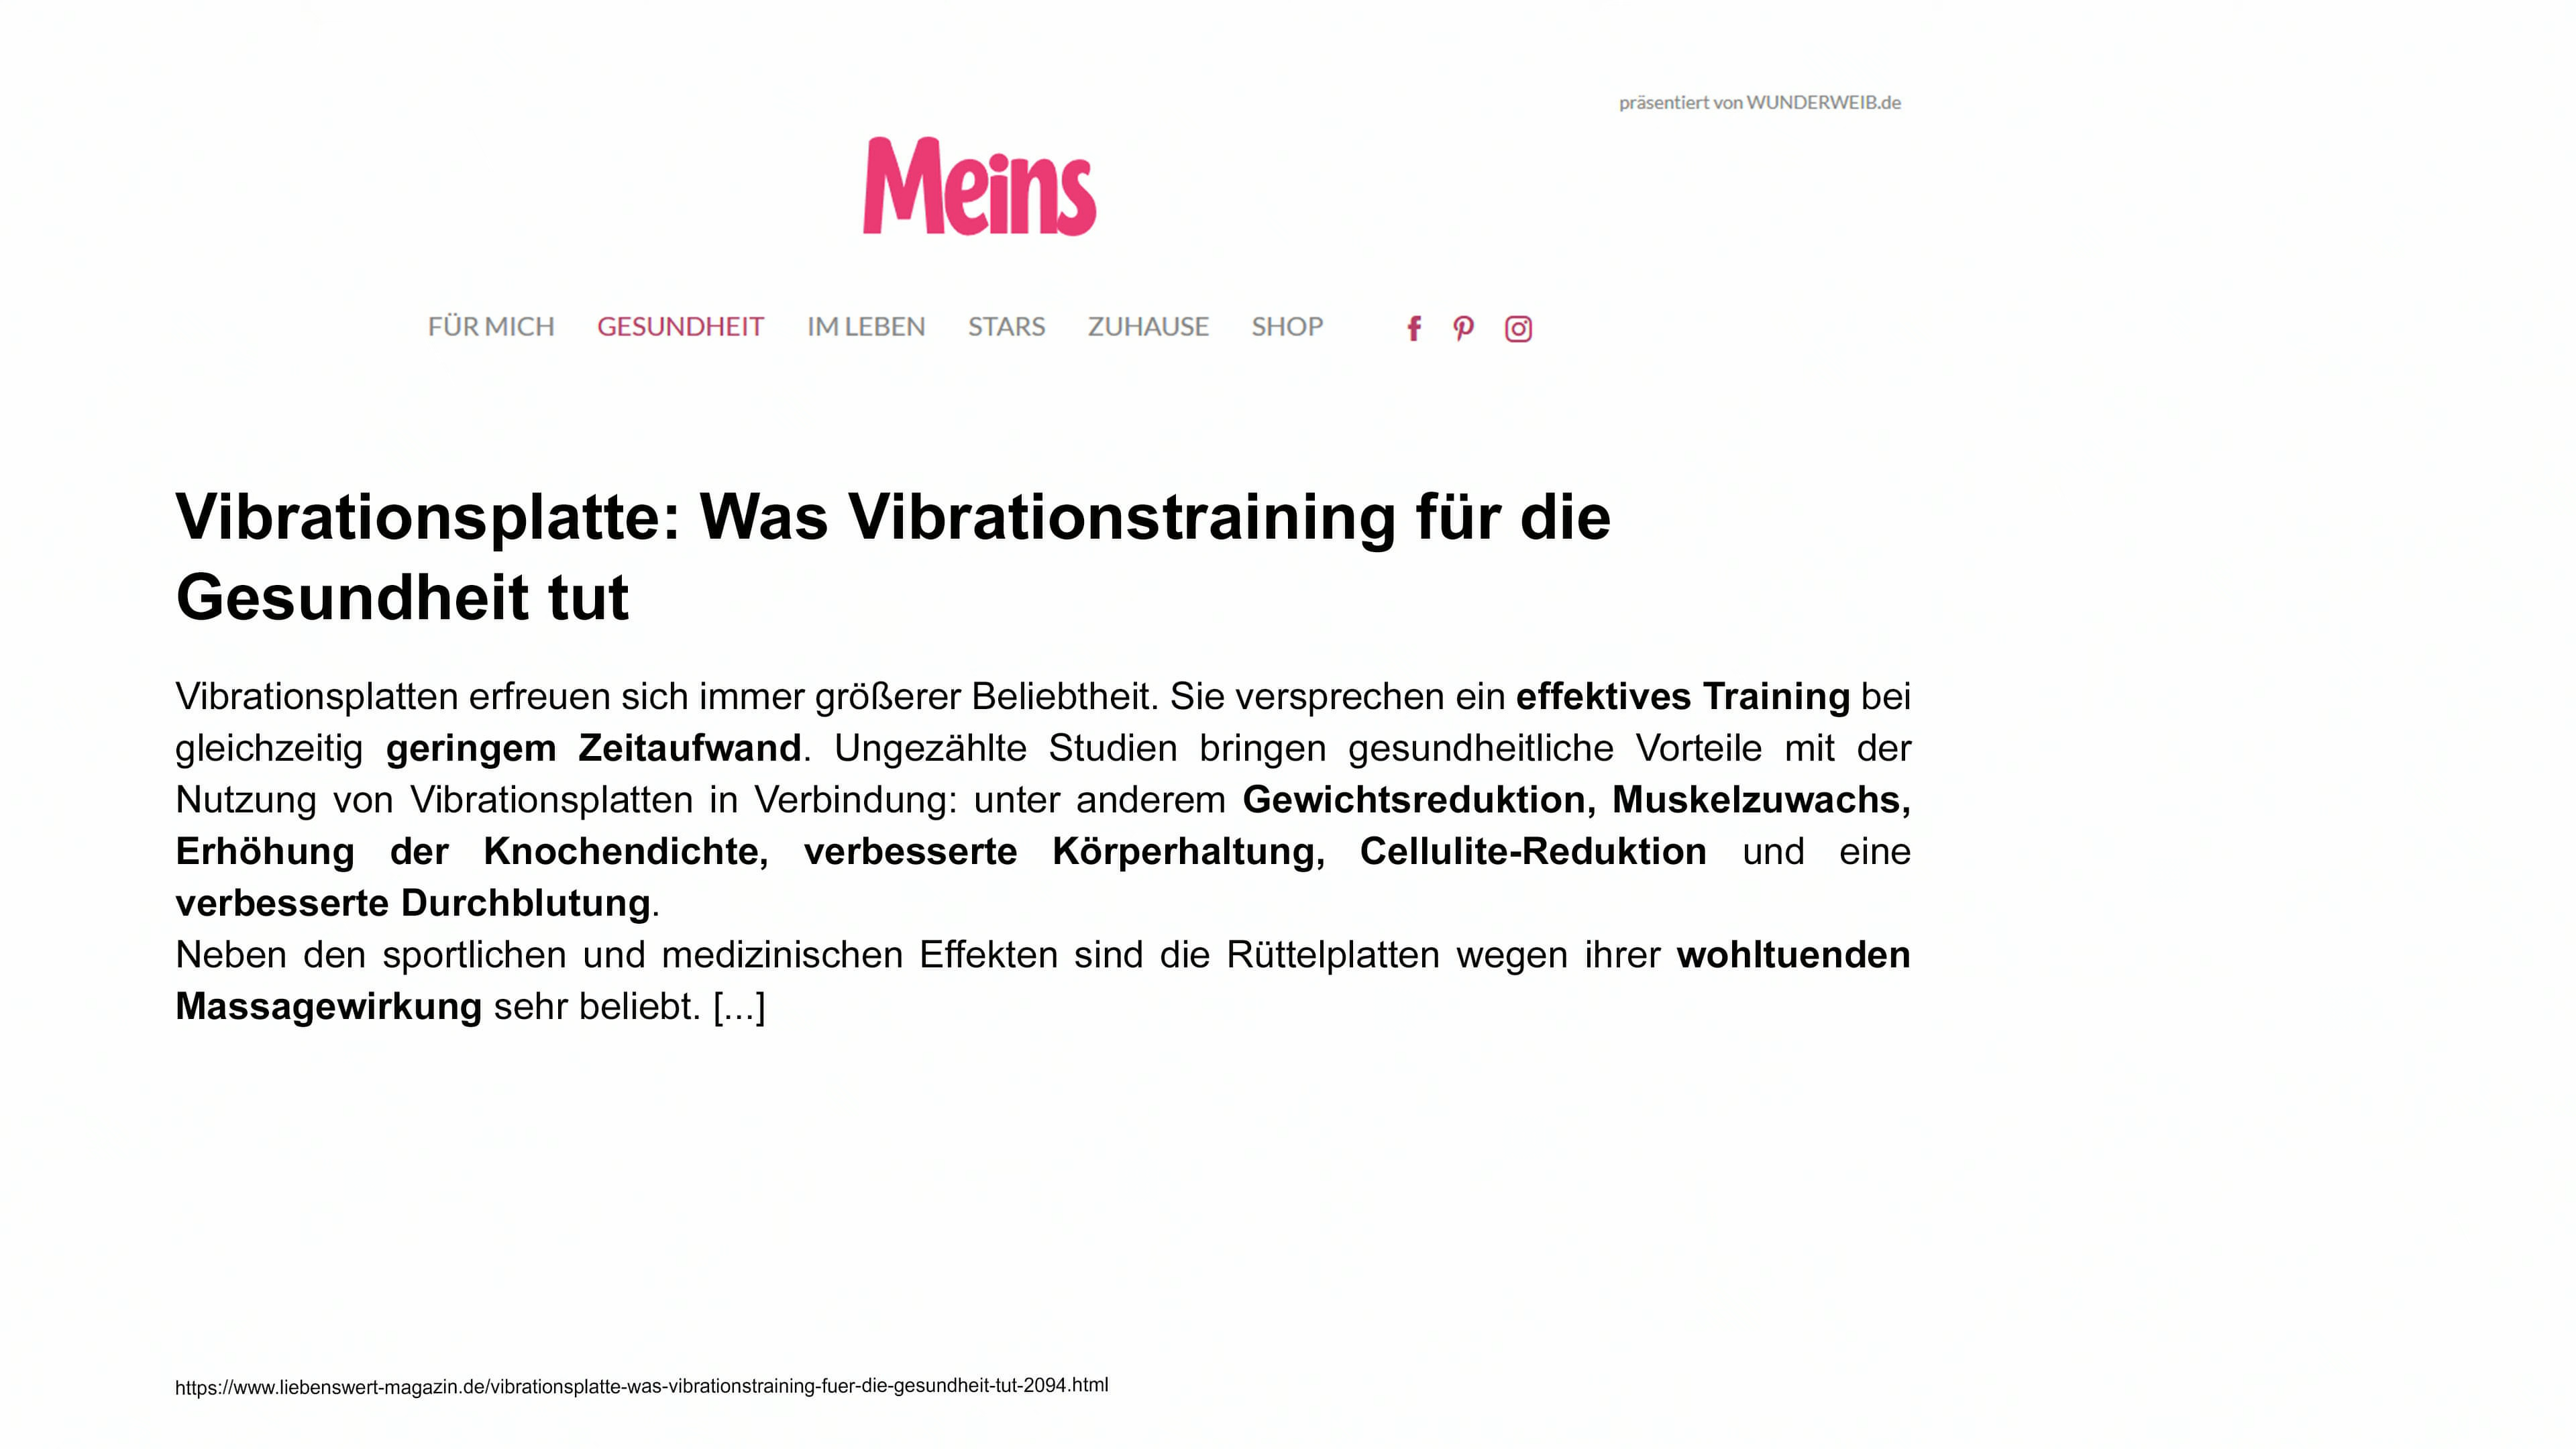 präsentiert von WUNDERWEIB.de
Meins
FÜR MICH GESUNDHEIT IM LEBEN STARS ZUHAUSE SHOP
Vibrationsplatte: Was Vibrationstraining für die
Gesundheit tut
Vibrationsplatten erfreuen sich immer größerer Beliebtheit. Sie versprechen ein effektives Training bei
gleichzeitig geringem Zeitaufwand. Ungezählte Studien bringen gesundheitliche Vorteile mit der
Nutzung von Vibrationsplatten in Verbindung: unter anderem Gewichtsreduktion, Muskelzuwachs,
Erhöhung der Knochendichte, verbesserte Körperhaltung, Cellulite-Reduktion und eine
verbesserte Durchblutung.
Neben den sportlichen und medizinischen Effekten sind die Rüttelplatten wegen ihrer wohltuenden
Massagewirkung sehr beliebt. [...]
https://www.liebenswert-magazin.de/vibrationsplatte-was-vibrationstraining-fuer-die-gesundheit-tut-2094.html